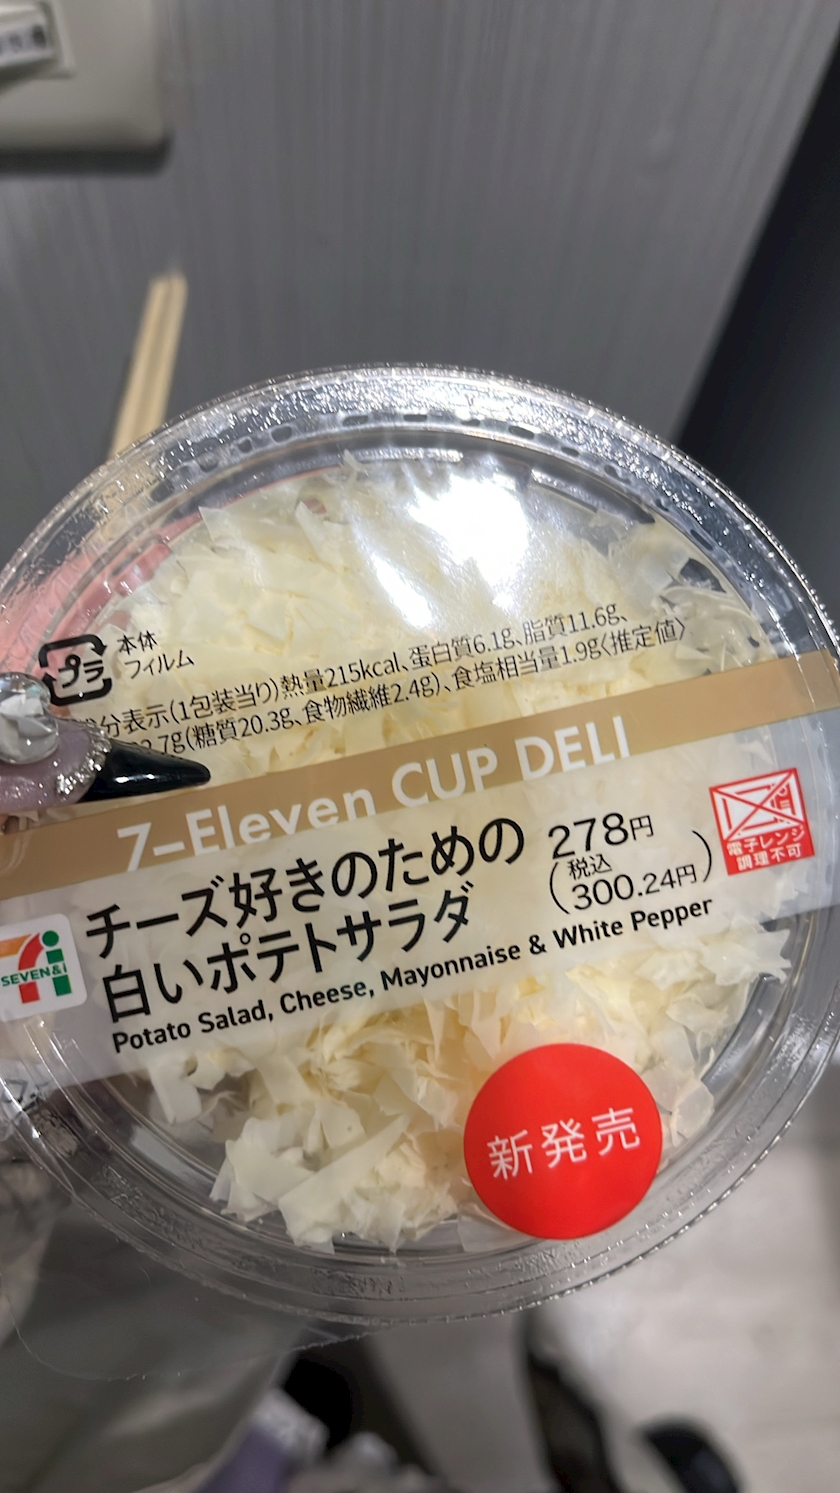 プラ
本体
フィルム
分表示(1包装当り)熱量215kcal、蛋白質6.1g、脂質11.6g、
2.7g(糖質20.3g、食物繊維2.4g)、食塩相当量1.9g〈推定値〉
7-Eleven CUP DELI
チーズ好きのための
白いポテトサラダ
278円
(税込
300.24円)
電子レンジ
調理不可
SEVEN&i
Potato Salad, Cheese, Mayonnaise & White Pepper
新発売